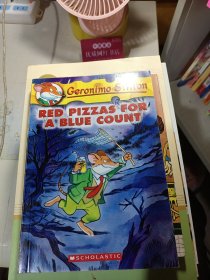 Geronimo Stilton
RED PIZZAS FOR
A BLUE COUNT
SCHOLASTIC